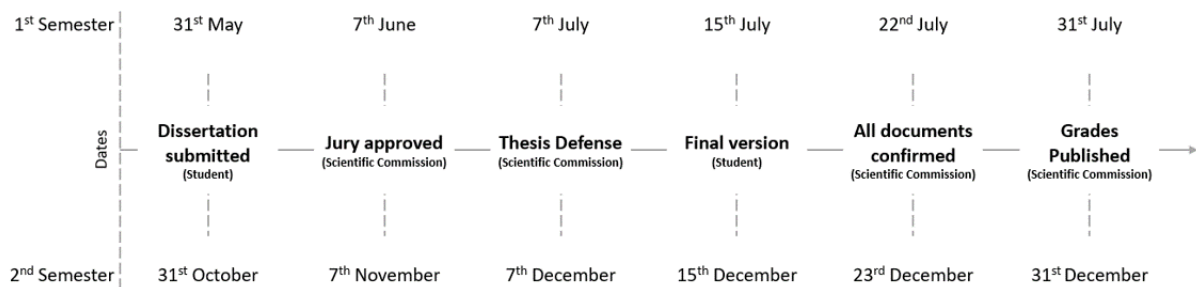 1st Semester 31st May 7th June 7th July 15th July 22nd July 31st July
Dates
Dissertation submitted (Student)
Jury approved (Scientific Commission)
Thesis Defense (Scientific Commission)
Final version (Student)
All documents confirmed (Scientific Commission)
Grades Published (Scientific Commission)
2nd Semester 31st October 7th November 7th December 15th December 23rd December 31st December